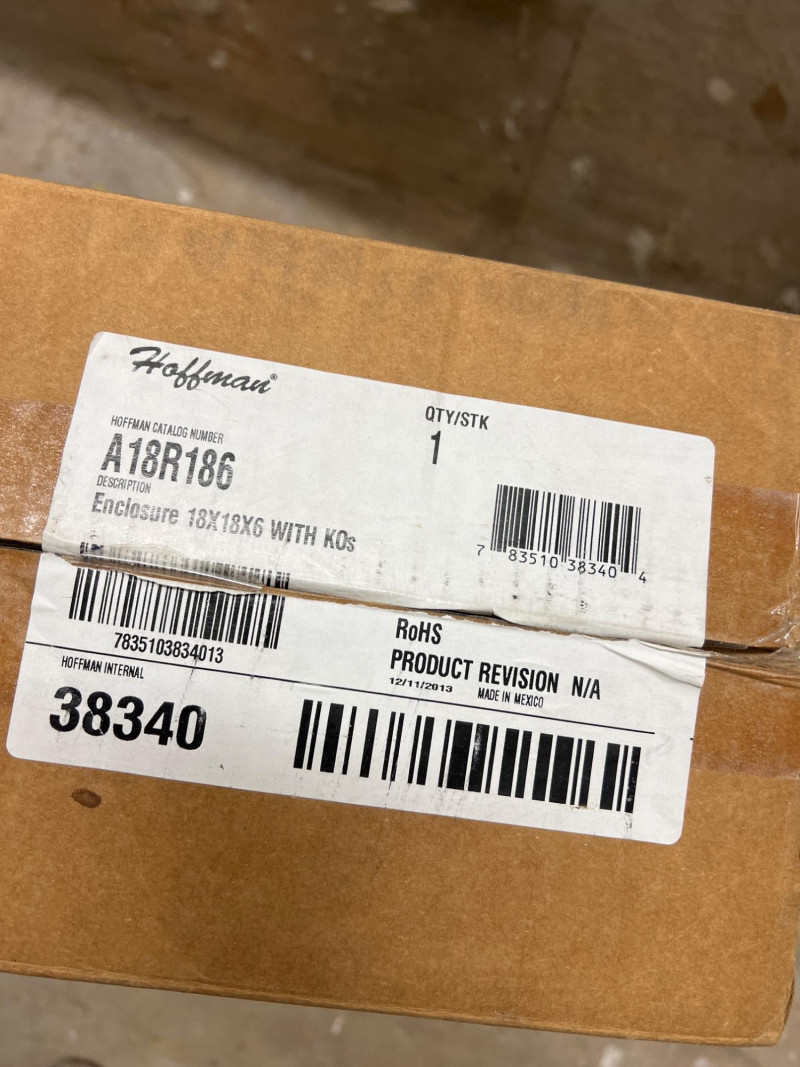 Hoffman®
HOFFMAN CATALOG NUMBER
A18R186
DESCRIPTION
Enclosure 18X18X6 WITH KOs
QTY/STK
1
7 83510 38340 4
7835103834013
RoHS
PRODUCT REVISION N/A
12/11/2013 MADE IN MEXICO
HOFFMAN INTERNAL
38340